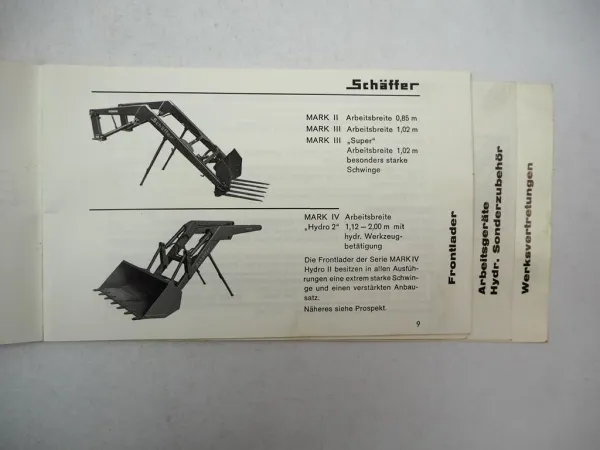 Schäffer
MARK II Arbeitsbreite 0,85 m
MARK III Arbeitsbreite 1,02 m
MARK III „Super"
Arbeitsbreite 1,02 m
besonders starke
Schwinge
MARK IV Arbeitsbreite
„Hydro 2" 1,12 – 2,00 m mit
hydr. Werkzeug-
betätigung
Die Frontlader der Serie MARK IV
Hydro II besitzen in allen Ausfüh-
rungen eine extrem starke Schwin-
ge und einen verstärkten Anbau-
satz.
Näheres siehe Prospekt.
9
Frontlader
Arbeitsgeräte
Hydr. Sonderzubehör
Werksvertretungen